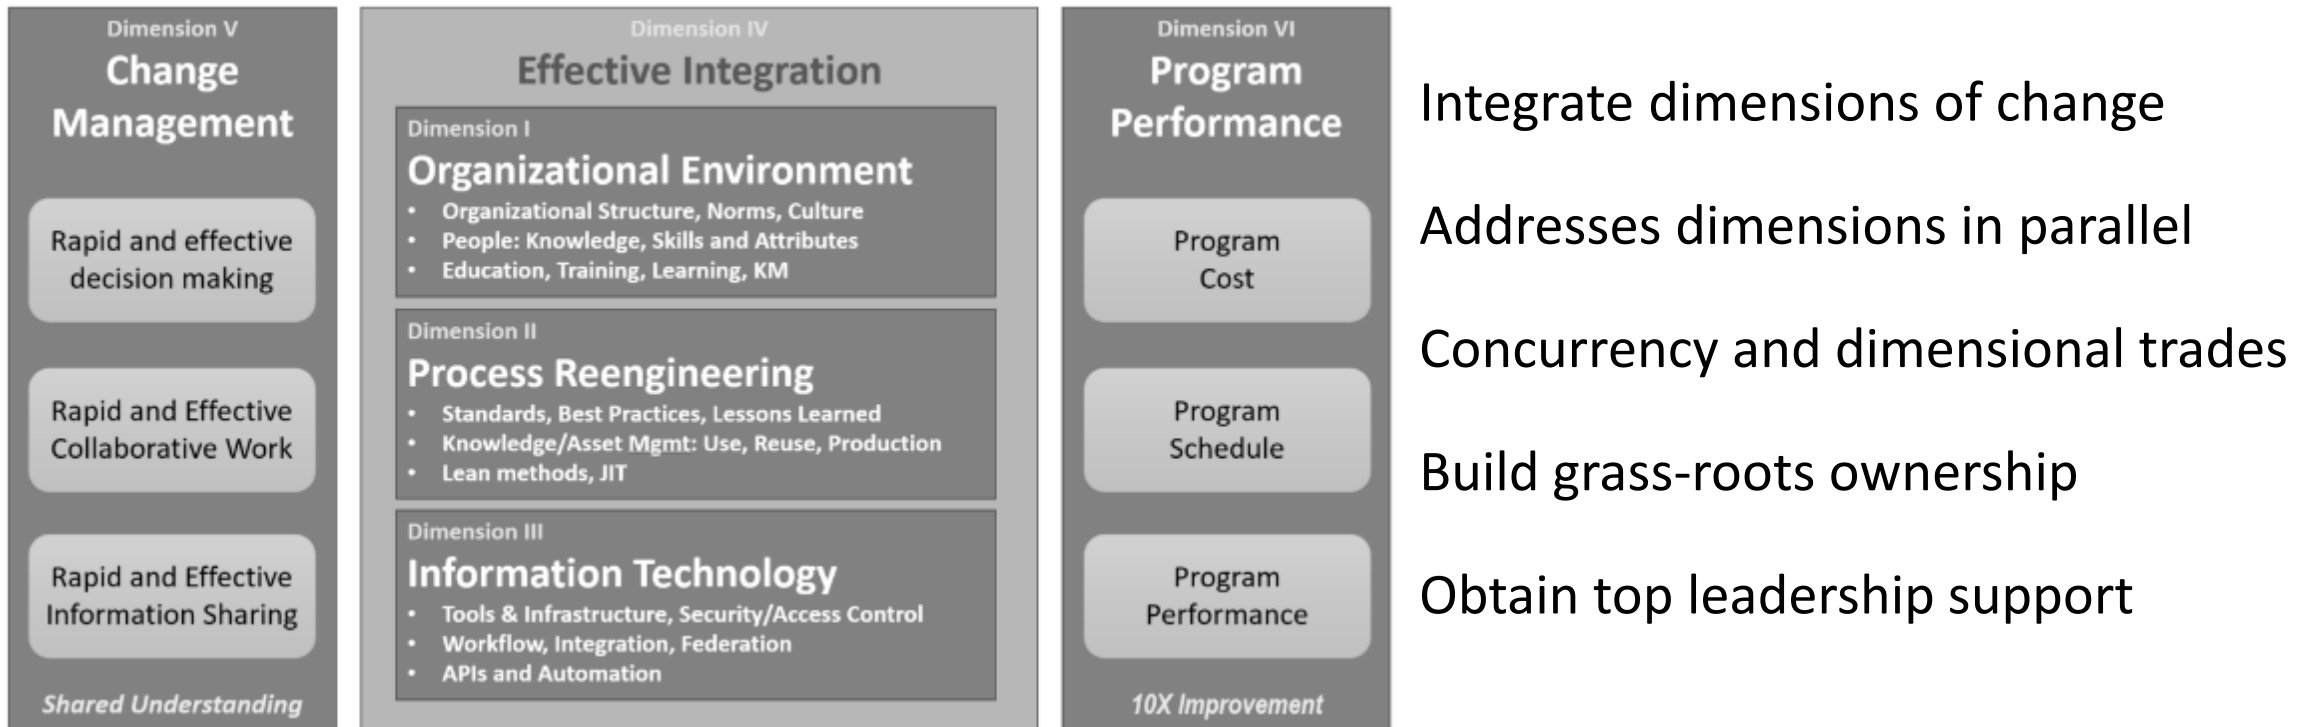 Dimension V
Change
Management
Rapid and effective
decision making
Rapid and Effective
Collaborative Work
Rapid and Effective
Information Sharing
Shared Understanding
Dimension IV
Effective Integration
Dimension I
Organizational Environment
• Organizational Structure, Norms, Culture
• People: Knowledge, Skills and Attributes
• Education, Training, Learning, KM
Dimension II
Process Reengineering
• Standards, Best Practices, Lessons Learned
• Knowledge/Asset Mgmt: Use, Reuse, Production
• Lean methods, JIT
Dimension III
Information Technology
• Tools & Infrastructure, Security/Access Control
• Workflow, Integration, Federation
• APIs and Automation
Dimension VI
Program
Performance
Program
Cost
Program
Schedule
Program
Performance
10X Improvement
Integrate dimensions of change
Addresses dimensions in parallel
Concurrency and dimensional trades
Build grass-roots ownership
Obtain top leadership support